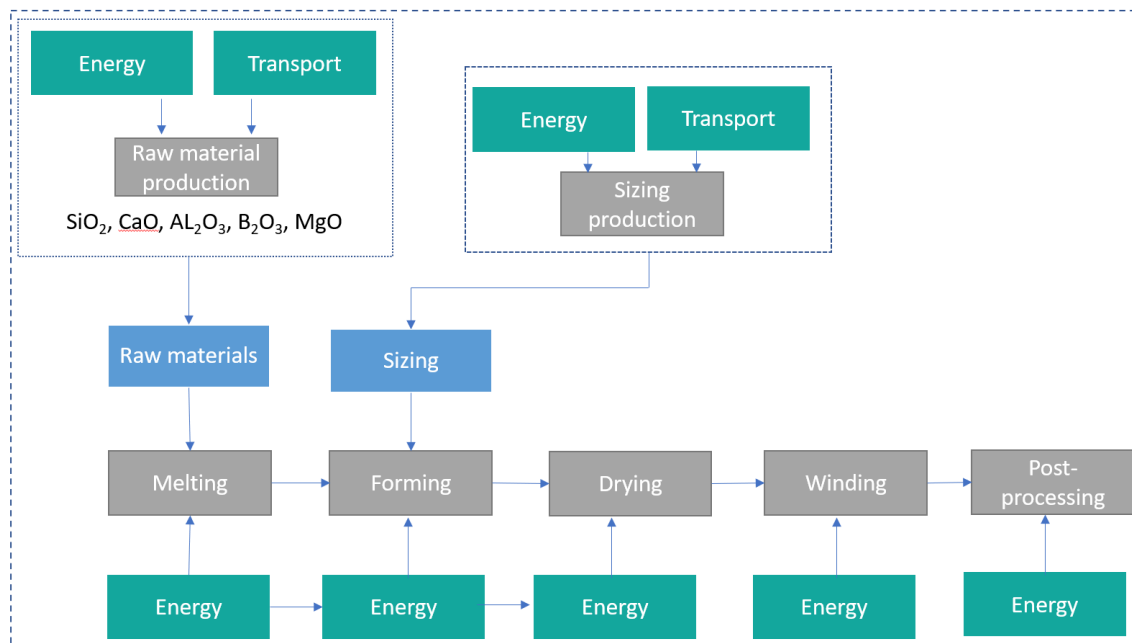 Energy
Transport
Raw material
production
SiO₂, CaO, AL₂O₃, B₂O₃, MgO
Energy
Transport
Sizing
production
Raw materials
Sizing
Melting
Forming
Drying
Winding
Post-
processing
Energy
Energy
Energy
Energy
Energy